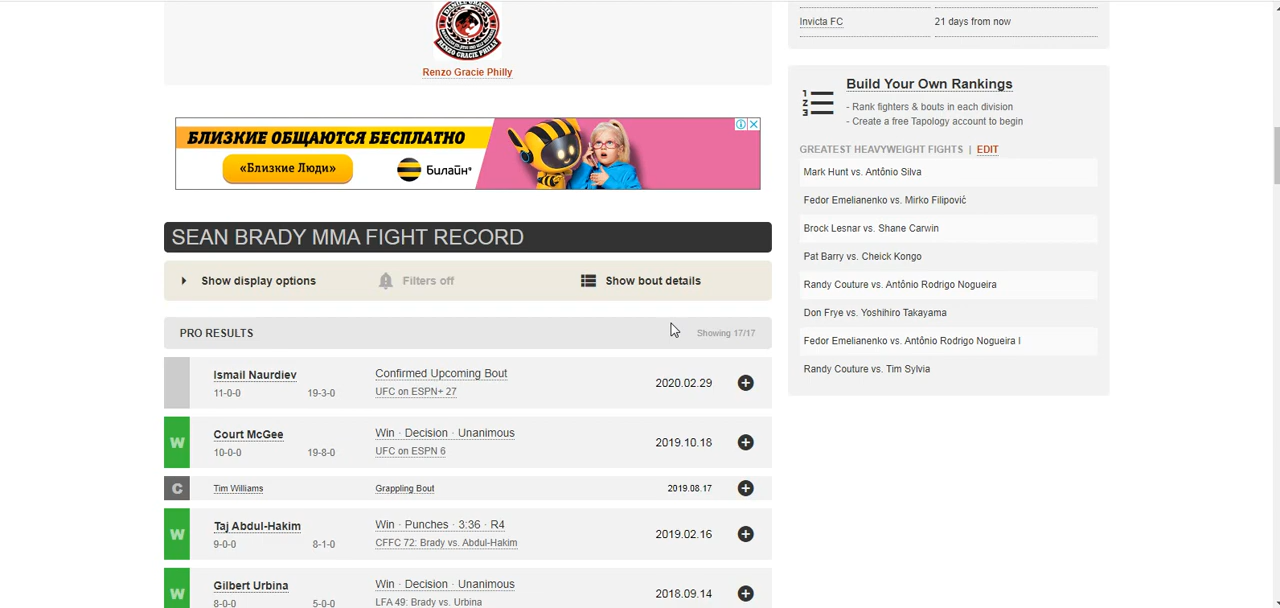 RENZO GRACIE PHILLY
Renzo Gracie Philly
БЛИЗКИЕ ОБЩАЮТСЯ БЕСПЛАТНО
«Близкие Люди»
Билайн
SEAN BRADY MMA FIGHT RECORD
Show display options
Filters off
Show bout details
PRO RESULTS
Showing 17/17
Ismail Naurdiev
Confirmed Upcoming Bout
2020.02.29
11-0-0
19-3-0
UFC on ESPN+ 27
W
Court McGee
Win · Decision · Unanimous
2019.10.18
10-0-0
19-8-0
UFC on ESPN 6
C
Tim Williams
Grappling Bout
2019.08.17
W
Taj Abdul-Hakim
Win · Punches · 3:36 · R4
2019.02.16
9-0-0
8-1-0
CFFC 72: Brady vs. Abdul-Hakim
W
Gilbert Urbina
Win · Decision · Unanimous
2018.09.14
8-0-0
5-0-0
LFA 49: Brady vs. Urbina
Invicta FC
21 days from now
1
2
3
Build Your Own Rankings
- Rank fighters & bouts in each division
- Create a free Tapology account to begin
GREATEST HEAVYWEIGHT FIGHTS | EDIT
Mark Hunt vs. Antônio Silva
Fedor Emelianenko vs. Mirko Filipović
Brock Lesnar vs. Shane Carwin
Pat Barry vs. Cheick Kongo
Randy Couture vs. Antônio Rodrigo Nogueira
Don Frye vs. Yoshihiro Takayama
Fedor Emelianenko vs. Antônio Rodrigo Nogueira I
Randy Couture vs. Tim Sylvia